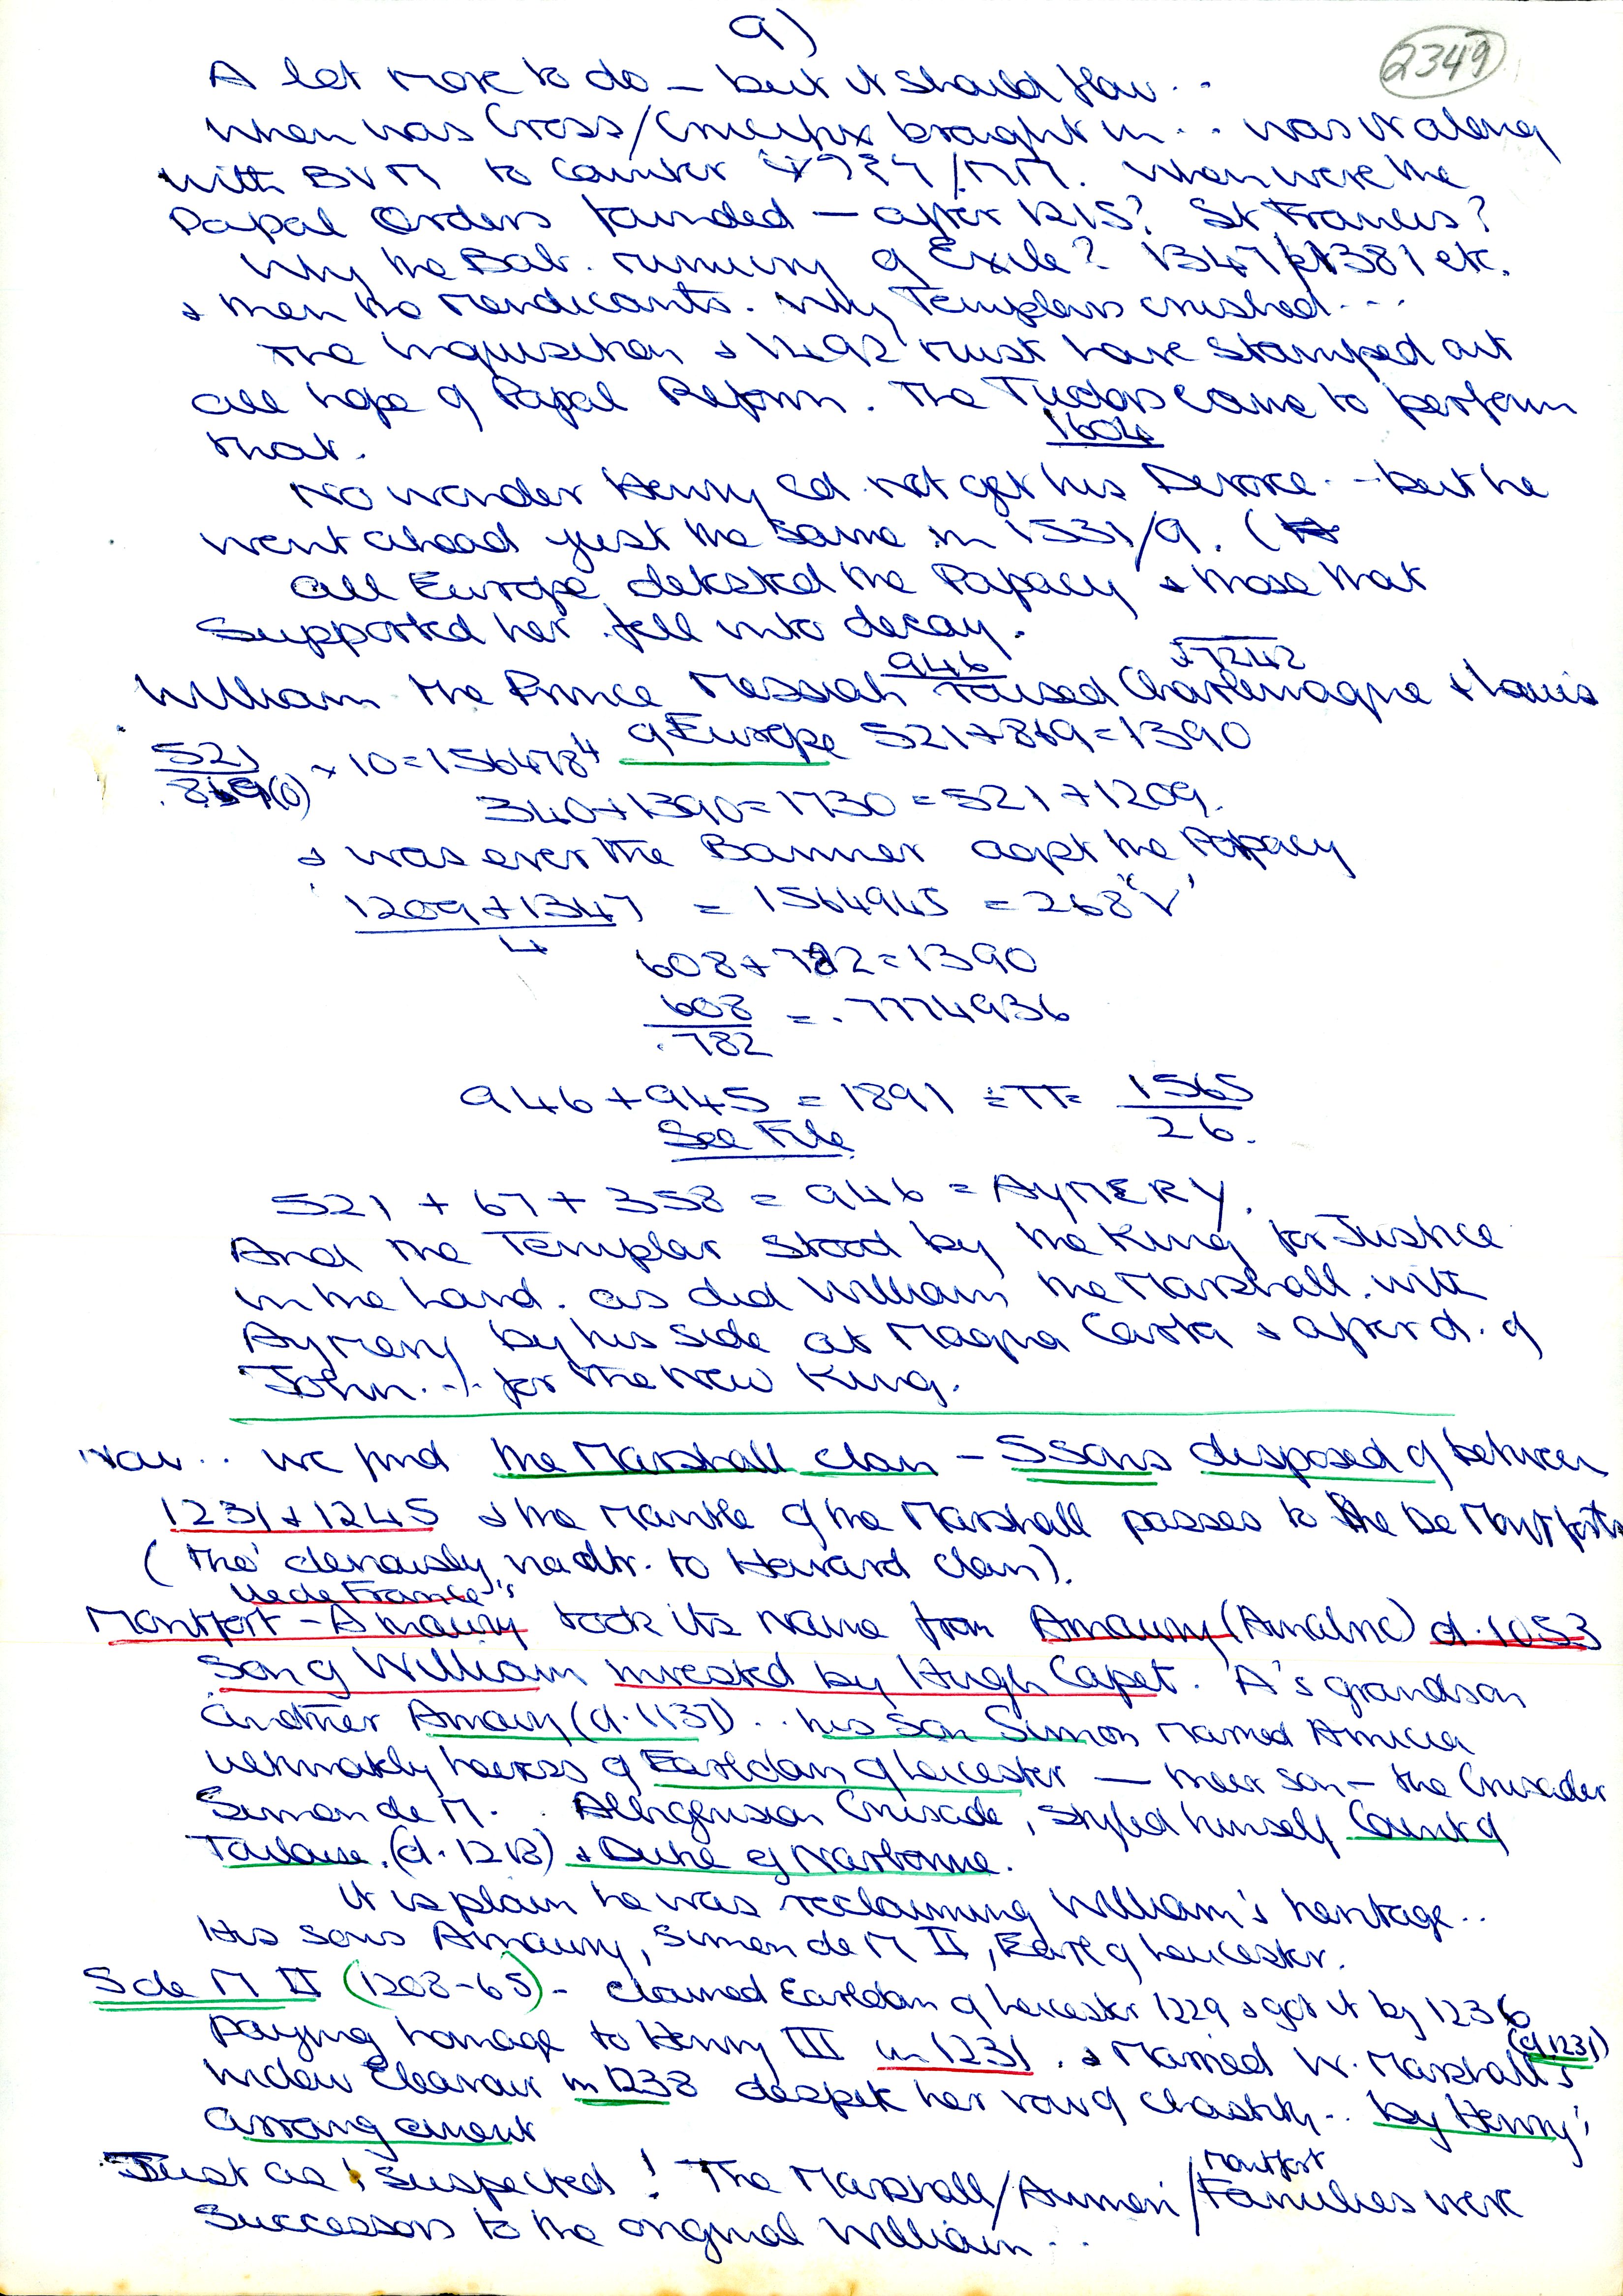 9)
2349
A lot more to do – but it should flow . .
When was Cross/Crucifix brought in . . was it along
with BVM to counter /MM. When were the
Papal Orders founded – after 1215? St Francis?
Why the Bab. running of Exile? 1347 1381 etc.
& then the Mendicants. Why Templars crushed . . .
The Inquisition & 1492 must have stamped out
all hope of Papal Reform. The Tudors came to perform
that.
1604
No wonder Henry cd. not get his Divorce . . but he
went ahead just the same in 1531/9. (
all Europe detested the Papacy & those that
supported her fell into decay.
946
1242
William the Prince Messiah raised Charlemagne & Louis
of Europe 521+869=1390
521/869(0) × 10=1564784
340+1390=1730=521+1209.
& was ever the Banner agst the Papacy
1209+1347/4 = 1564945 = 268 'V'
608+782=1390
608/.782 = .7774936
946+945=1891 ÷π= 1565/26.
See File
521 + 67 + 358 = 946 = AYMERY.
And the Templar stood by the King for Justice
in the Land. as did William the Marshall. with
Aymery by his side at Magna Carta & after d. of
John. . . for the new King.
Now . . we find the Marshall clan – 5 sons disposed of between
1231 & 1245 & the Mantle of the Marshall passes to the De Montforts
(tho' deviously via dtr. to Howard clan).
Ile de France's
Montfort – Amaury took its name from Amaury (Amalric) d. 1053
son of William invested by Hugh Capet. 'A's grandson
another Amaury (d. 1137) . . his son Simon married Amicia
ultimately heiress of Earldom of Leicester — their son – the Crusader
Simon de M. . Albigensian Crusade, styled himself Count of
Toulouse. (d. 1218) & Duke of Narbonne.
It is plain he was reclaiming William's heritage . .
His sons Amaury, Simon de M II, Earl of Leicester.
S de M II (1208–65) – claimed Earldom of Leicester 1229 & got it by 1236
paying homage to Henry III in 1231. & Married W. Marshall's
(d. 1231)
widow Eleanor in 1238 despite her vow of chastity . . by Henry's
arrangement
Just as I suspected! The Marshall/Aumeri/Families were
Montfort
Successors to the original William . .